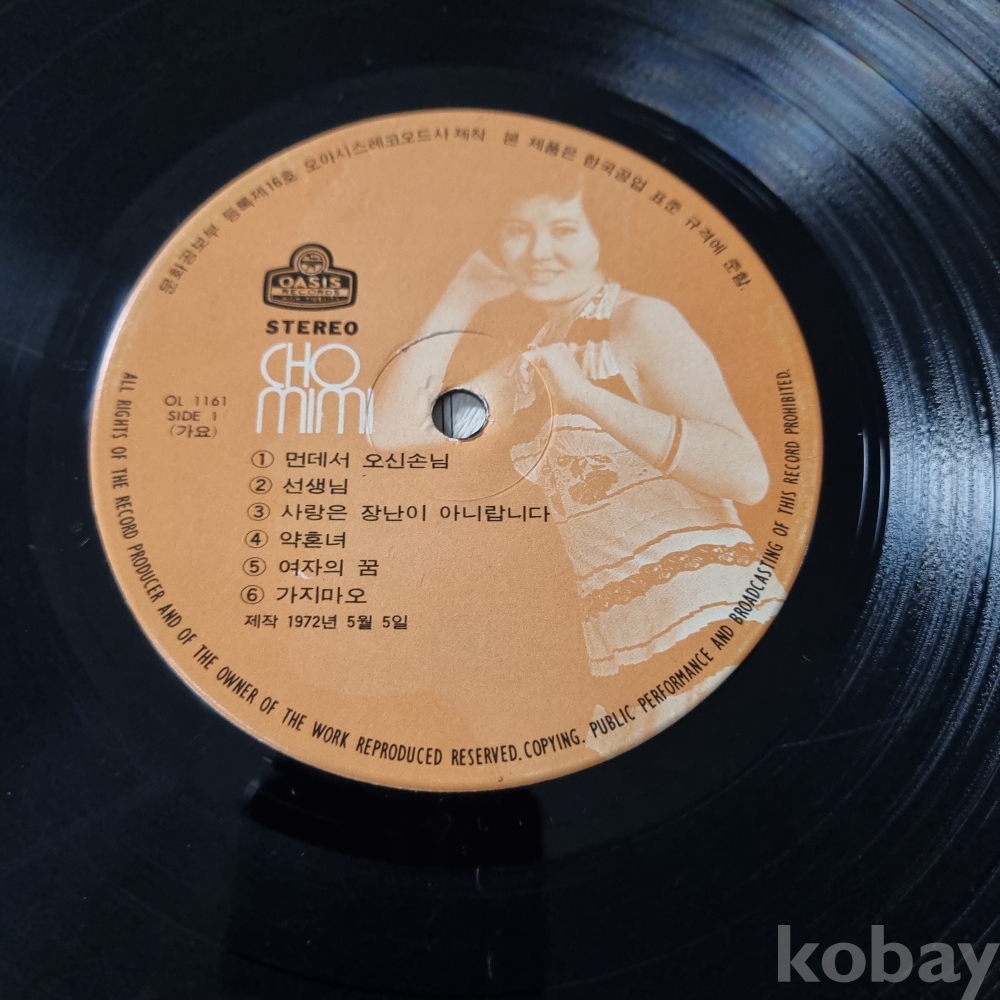 문화공보부 등록제16호 오아시스레코오드사 제작 본 제품은 한국공업 표준 규격에 준함.
OASIS
RECORDS
STEREO
CHO
MIMI
OL 1161
SIDE 1
(가요)
① 먼데서 오신손님
② 선생님
③ 사랑은 장난이 아니랍니다
④ 약혼녀
⑤ 여자의 꿈
⑥ 가지마오
제작 1972년 5월 5일
ALL RIGHTS OF THE RECORD PRODUCER AND OF THE OWNER OF THE WORK REPRODUCED RESERVED. COPYING. PUBLIC PERFORMANCE AND BROADCASTING OF THIS RECORD PROHIBITED.
kobay